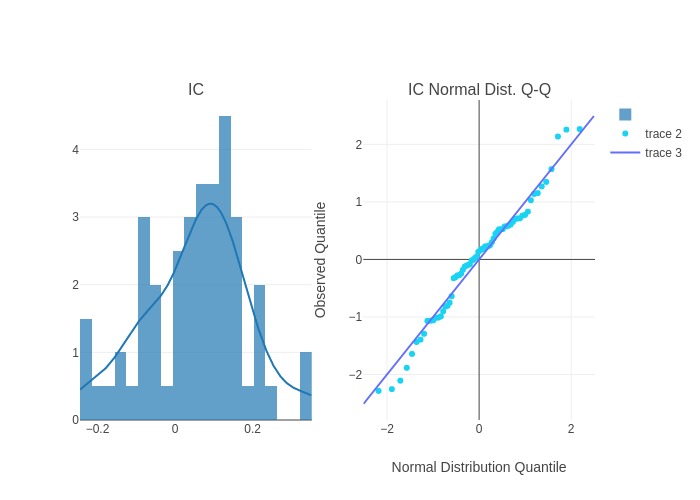 IC
IC Normal Dist. Q-Q
4
3
2
1
0
−0.2
0
0.2
Observed Quantile
2
1
0
−1
−2
−2
0
2
Normal Distribution Quantile
trace 2
trace 3